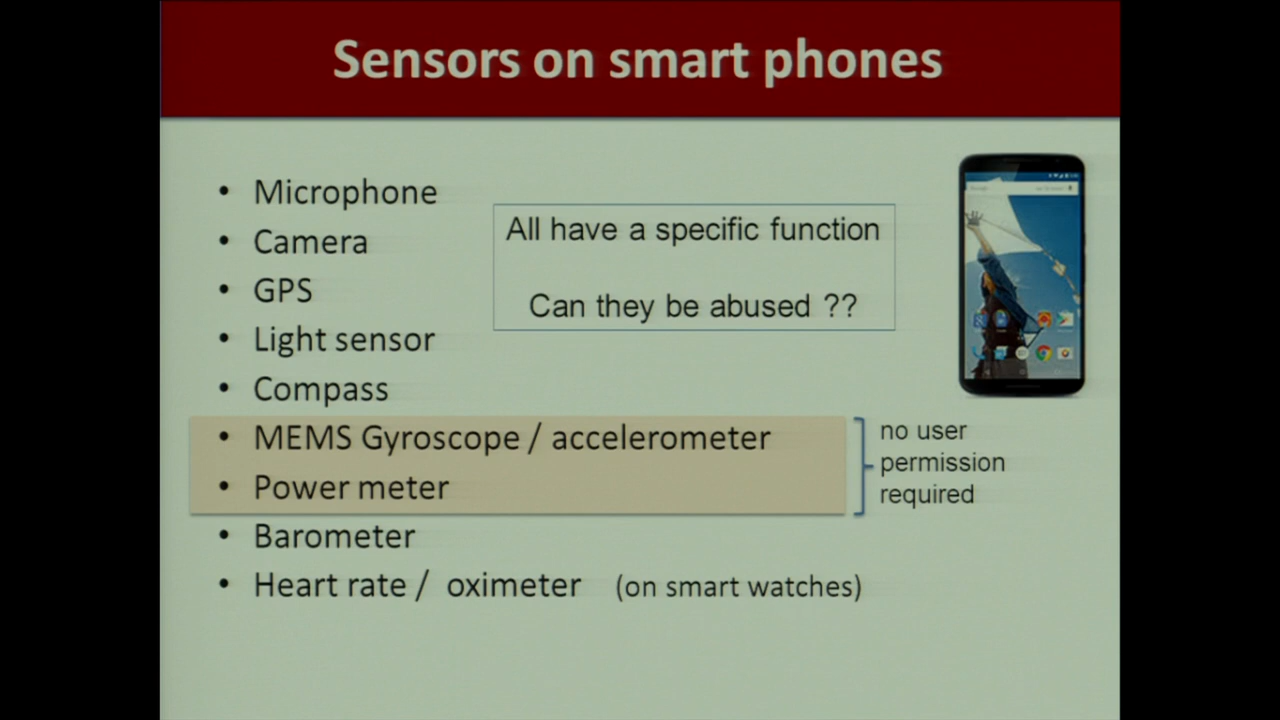 Sensors on smart phones
• Microphone
• Camera
• GPS
• Light sensor
• Compass
• MEMS Gyroscope / accelerometer
• Power meter
• Barometer
• Heart rate / oximeter (on smart watches)
All have a specific function
Can they be abused ??
no user
permission
required